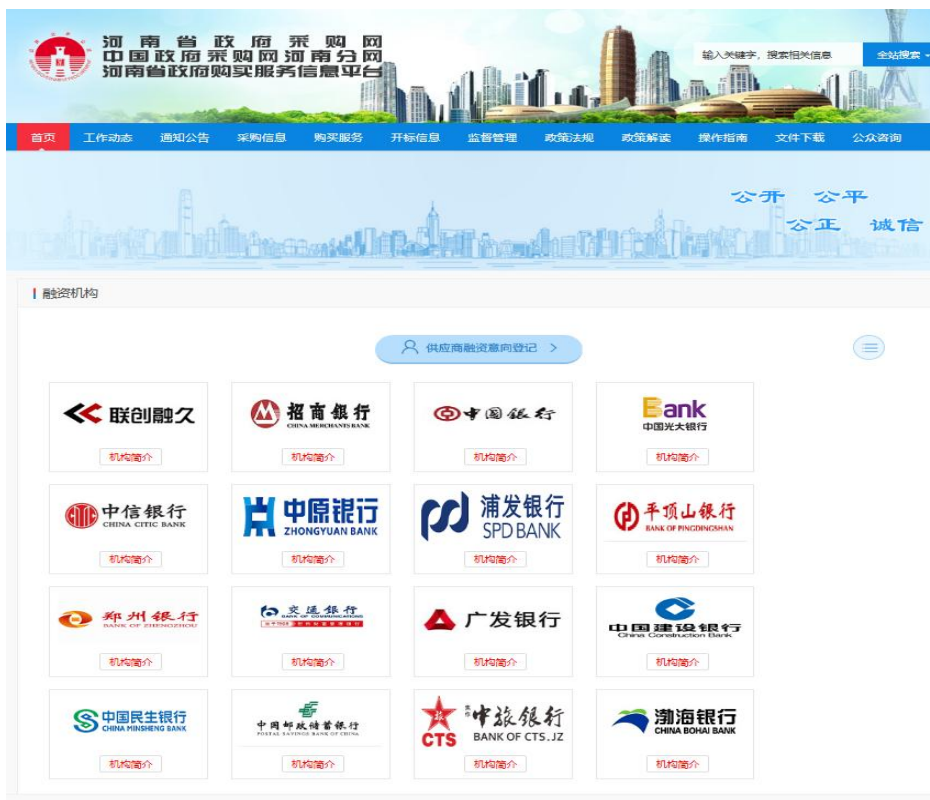 河南省政府采购网
中国政府采购网河南分网
河南省政府购买服务信息平台
输入关键字，搜索相关信息
全站搜索
首页 工作动态 通知公告 采购信息 购买服务 开标信息 监督管理 政策法规 政策解读 操作指南 文件下载 公众咨询
公开 公平
公正 诚信
融资机构
供应商融资意向登记 >
联创融久
机构简介
招商银行
CHINA MERCHANTS BANK
机构简介
中国银行
机构简介
Bank
中国光大银行
机构简介
中信银行
CHINA CITIC BANK
机构简介
中原银行
ZHONGYUAN BANK
机构简介
浦发银行
SPD BANK
机构简介
平顶山银行
BANK OF PINGDINGSHAN
机构简介
郑州银行
BANK OF ZHENGZHOU
机构简介
交通银行
BANK OF COMMUNICATIONS
机构简介
广发银行
机构简介
中国建设银行
China Construction Bank
机构简介
中国民生银行
CHINA MINSHENG BANK
机构简介
中国邮政储蓄银行
POSTAL SAVINGS BANK OF CHINA
机构简介
旅
CTS
焦作中旅银行
BANK OF CTS.JZ
机构简介
渤海银行
CHINA BOHAI BANK
机构简介